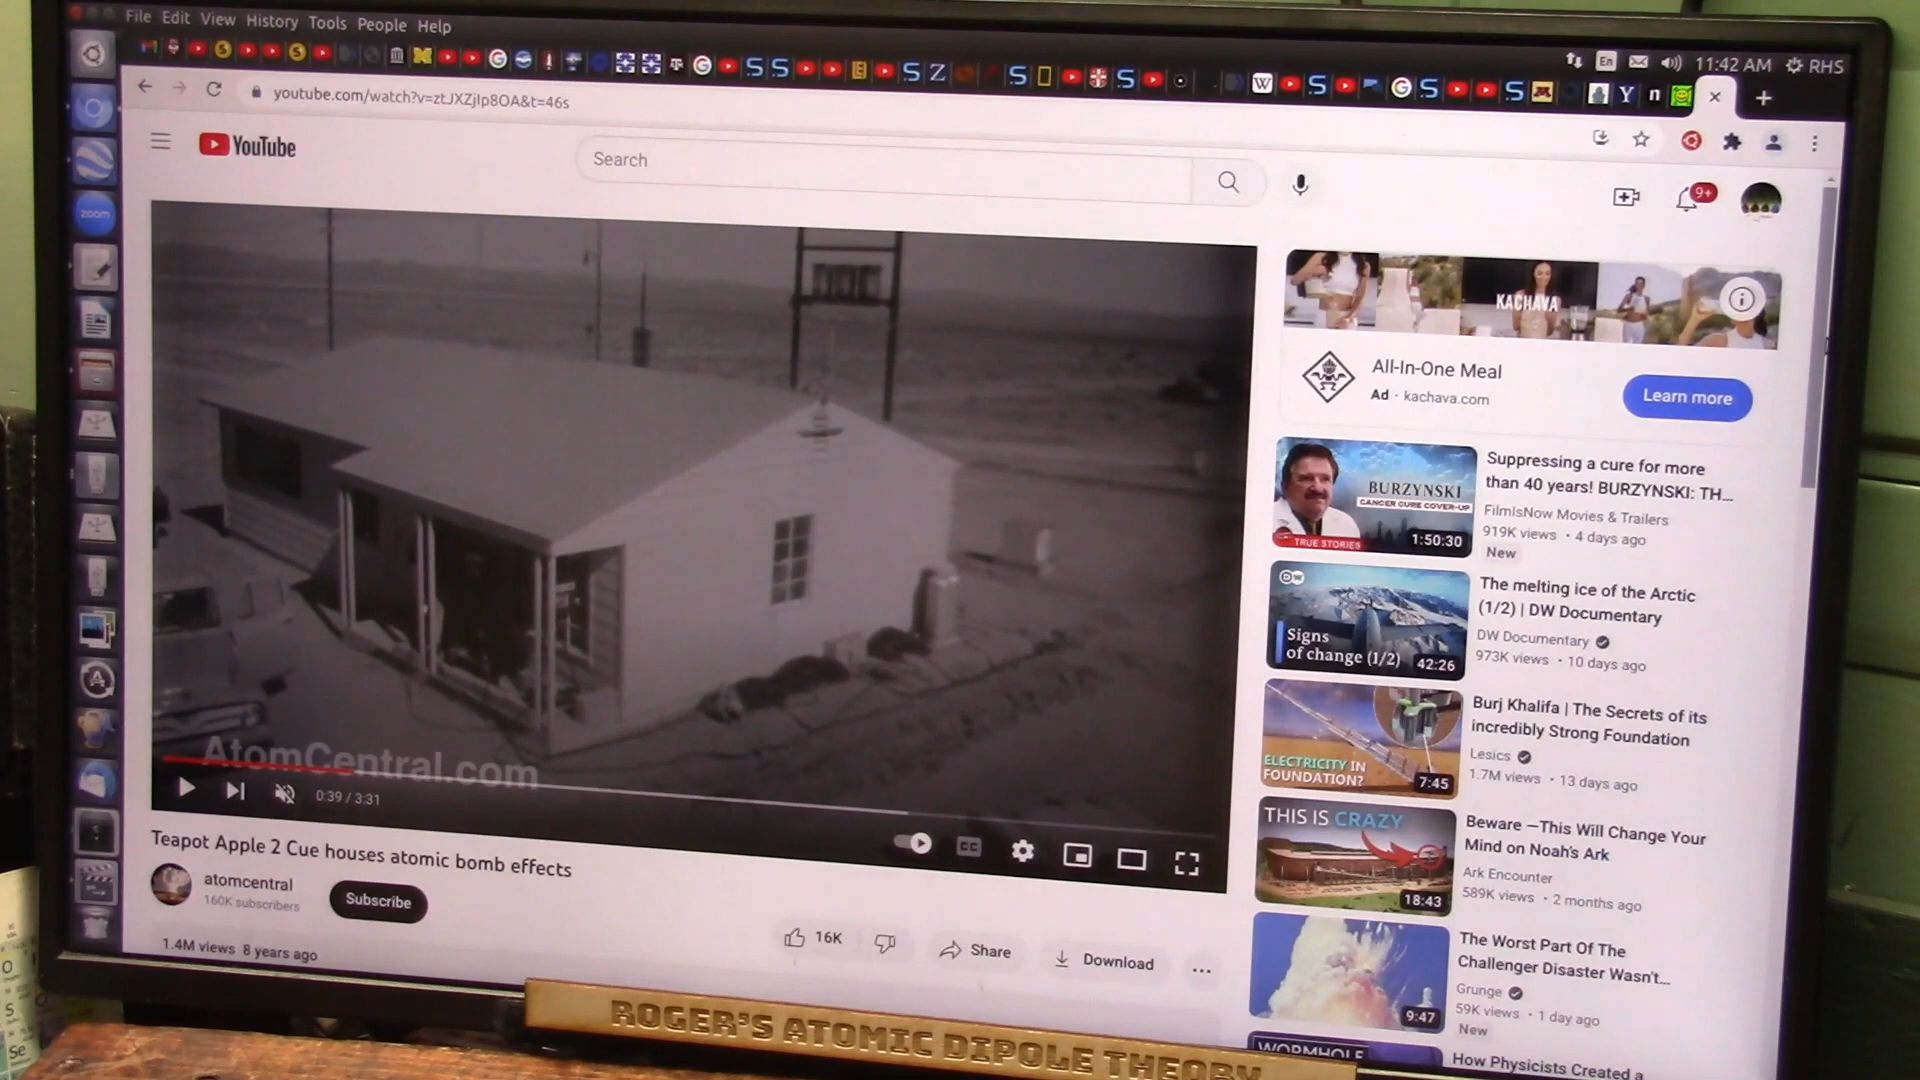 File Edit View History Tools People Help
En 11:42 AM RHS
youtube.com/watch?v=ztJXZjIp8OA&t=46s
YouTube
Search
9+
AtomCentral.com
0:39 / 3:31
CC
Teapot Apple 2 Cue houses atomic bomb effects
atomcentral
160K subscribers
Subscribe
1.4M views 8 years ago
16K
Share
Download
KACHAVA
All-In-One Meal
Ad · kachava.com
Learn more
BURZYNSKI
CANCER CURE COVER-UP
TRUE STORIES
1:50:30
Suppressing a cure for more
than 40 years! BURZYNSKI: TH...
FilmIsNow Movies & Trailers
919K views • 4 days ago
New
DW
Signs
of change (1/2)
42:26
The melting ice of the Arctic
(1/2) | DW Documentary
DW Documentary
973K views • 10 days ago
ELECTRICITY IN
FOUNDATION?
7:45
Burj Khalifa | The Secrets of its
incredibly Strong Foundation
Lesics
1.7M views • 13 days ago
THIS IS CRAZY
18:43
Beware —This Will Change Your
Mind on Noah's Ark
Ark Encounter
589K views • 2 months ago
9:47
The Worst Part Of The
Challenger Disaster Wasn't...
Grunge
59K views • 1 day ago
New
WORMHOLE
How Physicists Created a
zoom
ROGER'S ATOMIC DIPOLE THEORY
O
S
Se